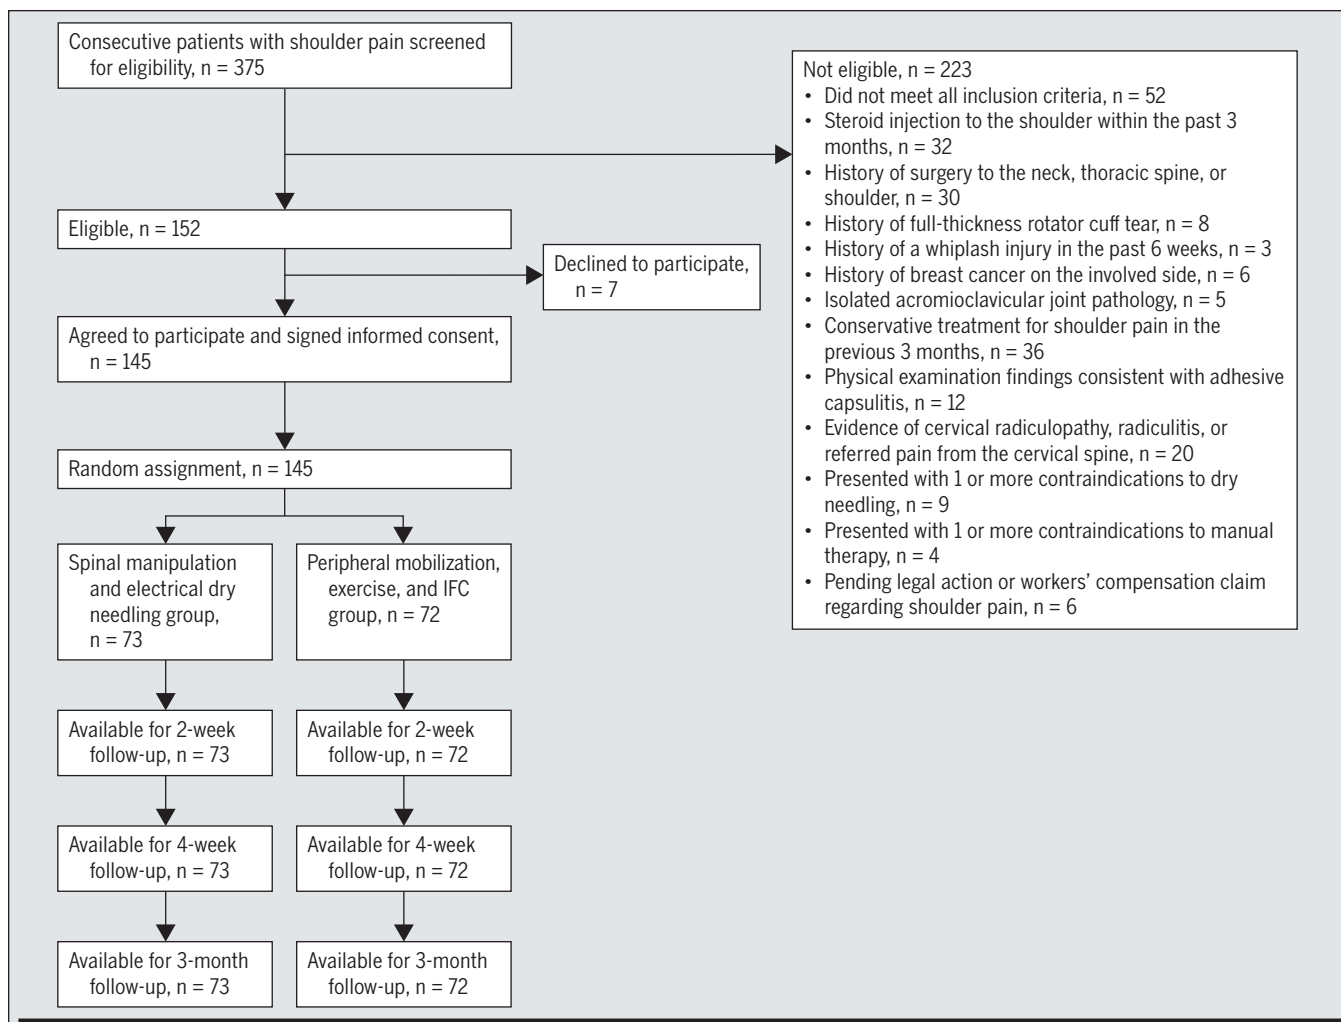 Consecutive patients with shoulder pain screened
for eligibility, n = 375
Not eligible, n = 223
• Did not meet all inclusion criteria, n = 52
• Steroid injection to the shoulder within the past 3
months, n = 32
• History of surgery to the neck, thoracic spine, or
shoulder, n = 30
• History of full-thickness rotator cuff tear, n = 8
• History of a whiplash injury in the past 6 weeks, n = 3
• History of breast cancer on the involved side, n = 6
• Isolated acromioclavicular joint pathology, n = 5
• Conservative treatment for shoulder pain in the
previous 3 months, n = 36
• Physical examination findings consistent with adhesive
capsulitis, n = 12
• Evidence of cervical radiculopathy, radiculitis, or
referred pain from the cervical spine, n = 20
• Presented with 1 or more contraindications to dry
needling, n = 9
• Presented with 1 or more contraindications to manual
therapy, n = 4
• Pending legal action or workers' compensation claim
regarding shoulder pain, n = 6
Eligible, n = 152
Declined to participate,
n = 7
Agreed to participate and signed informed consent,
n = 145
Random assignment, n = 145
Spinal manipulation
and electrical dry
needling group,
n = 73
Peripheral mobilization,
exercise, and IFC
group, n = 72
Available for 2-week
follow-up, n = 73
Available for 2-week
follow-up, n = 72
Available for 4-week
follow-up, n = 73
Available for 4-week
follow-up, n = 72
Available for 3-month
follow-up, n = 73
Available for 3-month
follow-up, n = 72